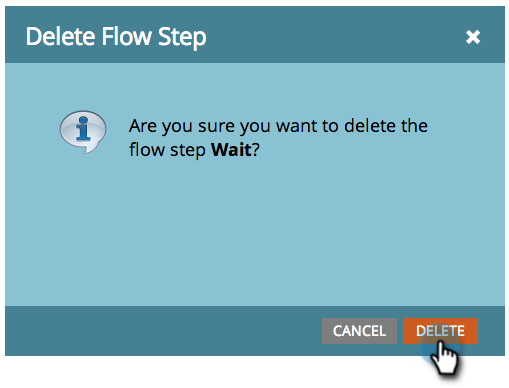 Delete Flow Step
Are you sure you want to delete the
flow step Wait?
CANCEL
DELETE